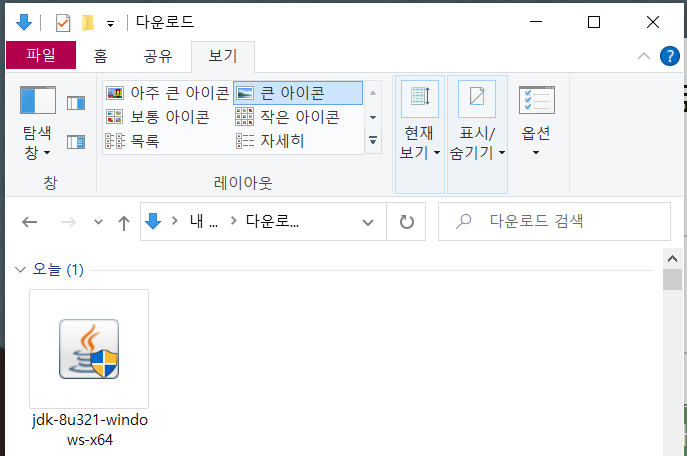 다운로드
파일 홈 공유 보기
탐색 창
아주 큰 아이콘 큰 아이콘
보통 아이콘 작은 아이콘
목록 자세히
현재 보기
표시/숨기기
옵션
창 레이아웃
내 ... 다운로... 다운로드 검색
오늘 (1)
jdk-8u321-windo
ws-x64